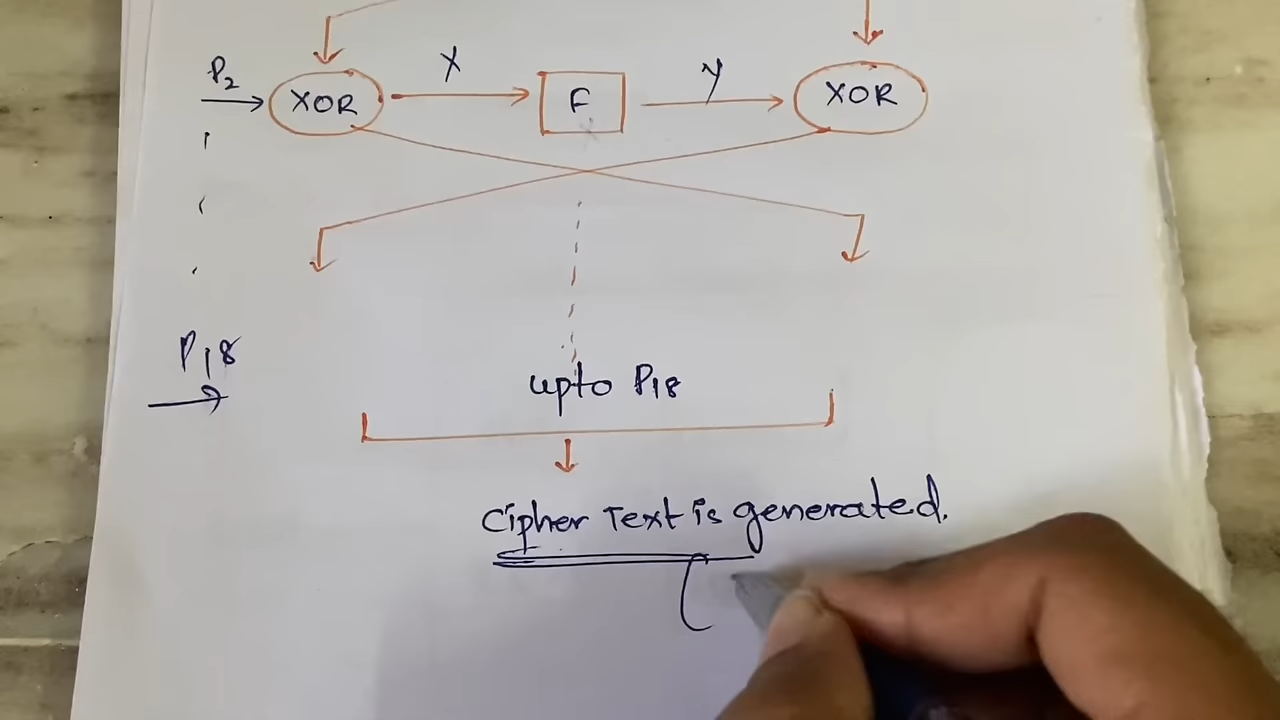 P2 X Y
XOR F XOR
P18
upto P18
Cipher Text is generated.